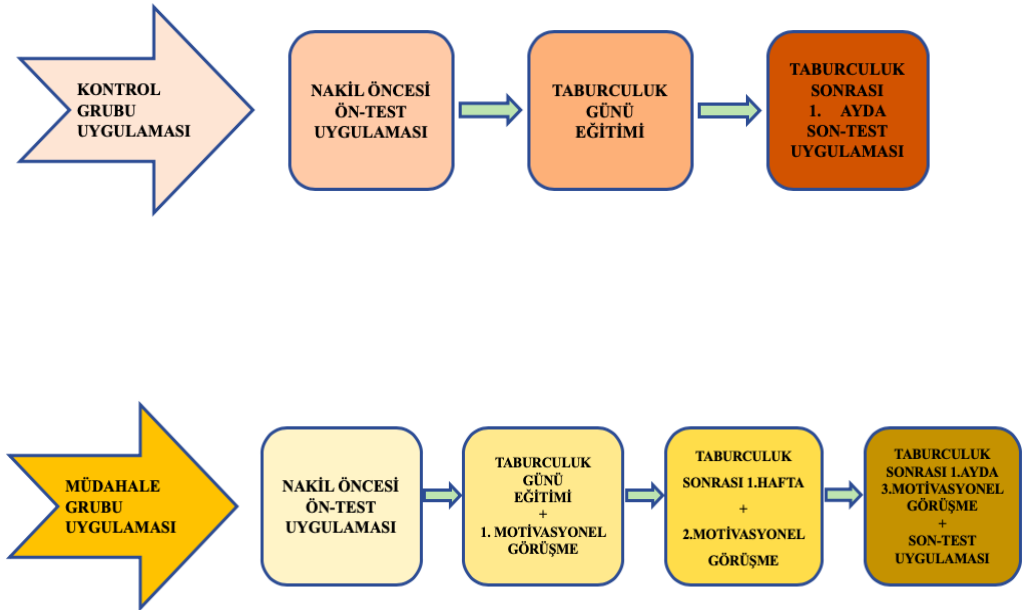 KONTROL
GRUBU
UYGULAMASI
NAKİL ÖNCESİ
ÖN-TEST
UYGULAMASI
TABURCULUK
GÜNÜ
EĞİTİMİ
TABURCULUK
SONRASI
1. AYDA
SON-TEST
UYGULAMASI
MÜDAHALE
GRUBU
UYGULAMASI
NAKİL ÖNCESİ
ÖN-TEST
UYGULAMASI
TABURCULUK
GÜNÜ
EĞİTİMİ
+
1. MOTİVASYONEL
GÖRÜŞME
TABURCULUK
SONRASI 1.HAFTA
+
2.MOTİVASYONEL
GÖRÜŞME
TABURCULUK
SONRASI 1.AYDA
3.MOTİVASYONEL
GÖRÜŞME
+
SON-TEST
UYGULAMASI